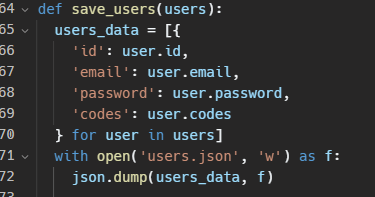 64 def save_users(users):
65 users_data = [{
66 'id': user.id,
67 'email': user.email,
68 'password': user.password,
69 'codes': user.codes
70 } for user in users]
71 with open('users.json', 'w') as f:
72 json.dump(users_data, f)
73